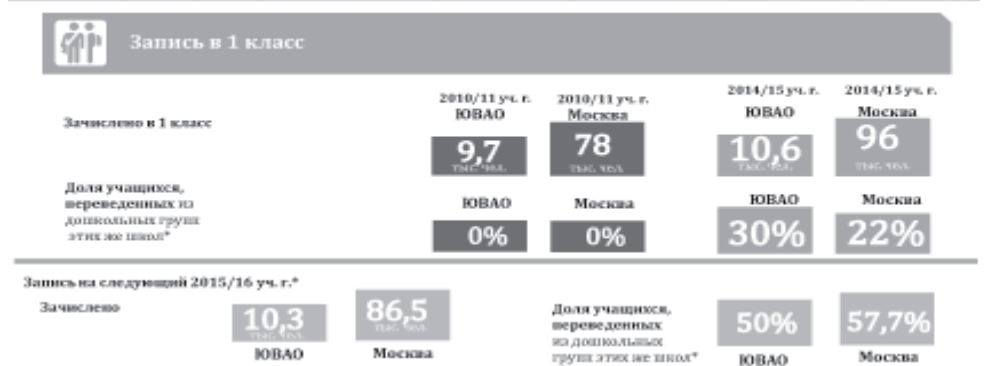 Запись в 1 класс
2010/11 уч. г. 2010/11 уч. г. 2014/15 уч. г. 2014/15 уч. г.
ЮВАО Москва ЮВАО Москва
Зачислено в 1 класс
9,7 78 10,6 96
тыс. чел. тыс. чел. тыс. чел. тыс. чел.
Доля учащихся,
переведенных из
дошкольных групп
этих же школ*
ЮВАО Москва ЮВАО Москва
0% 0% 30% 22%
Запись на следующий 2015/16 уч. г.*
Зачислено
10,3 86,5
тыс. чел. тыс. чел.
ЮВАО Москва
Доля учащихся,
переведенных
из дошкольных
групп этих же школ*
50% 57,7%
ЮВАО Москва